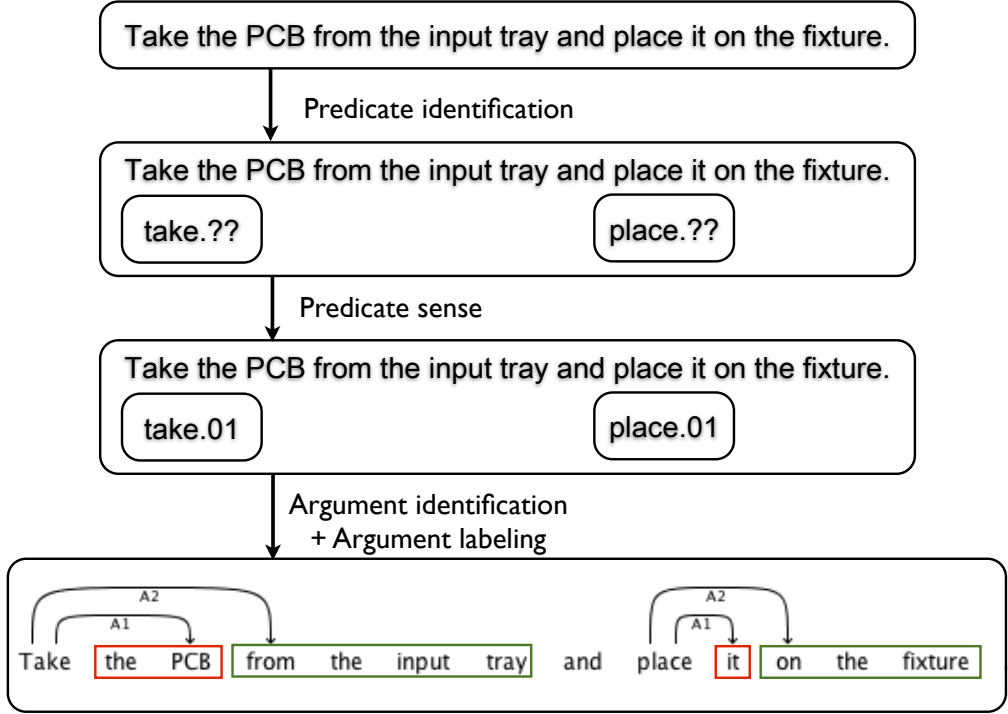 Take the PCB from the input tray and place it on the fixture.
Predicate identification
Take the PCB from the input tray and place it on the fixture.
take.?? place.??
Predicate sense
Take the PCB from the input tray and place it on the fixture.
take.01 place.01
Argument identification
+ Argument labeling
A2 A2
A1 A1
Take the PCB from the input tray and place it on the fixture